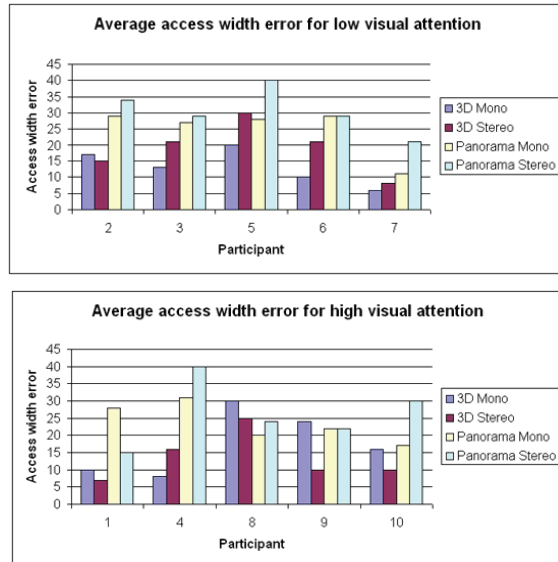 Average access width error for low visual attention
Access width error
45
40
35
30
25
20
15
10
5
0
2 3 5 6 7
Participant
3D Mono
3D Stereo
Panorama Mono
Panorama Stereo
Average access width error for high visual attention
Access width error
45
40
35
30
25
20
15
10
5
0
1 4 8 9 10
Participant
3D Mono
3D Stereo
Panorama Mono
Panorama Stereo